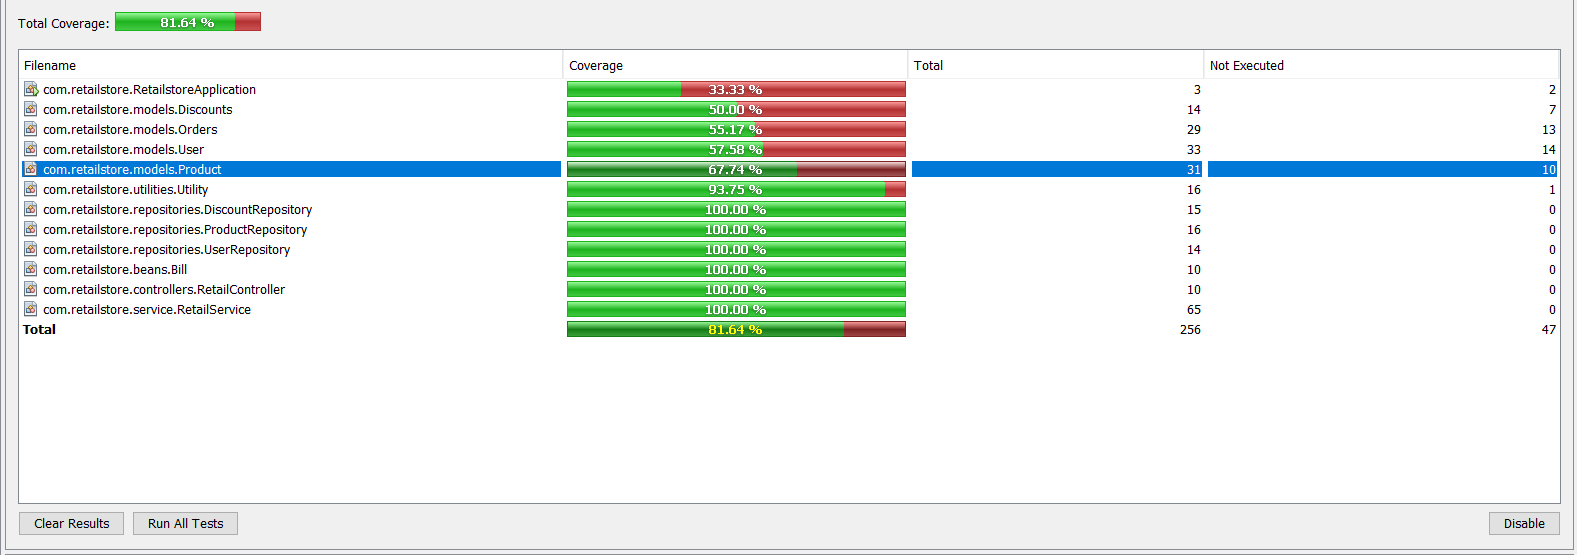 Total Coverage: 81.64 %
Filename Coverage Total Not Executed
com.retailstore.RetailstoreApplication 33.33 % 3 2
com.retailstore.models.Discounts 50.00 % 14 7
com.retailstore.models.Orders 55.17 % 29 13
com.retailstore.models.User 57.58 % 33 14
com.retailstore.models.Product 67.74 % 31 10
com.retailstore.utilities.Utility 93.75 % 16 1
com.retailstore.repositories.DiscountRepository 100.00 % 15 0
com.retailstore.repositories.ProductRepository 100.00 % 16 0
com.retailstore.repositories.UserRepository 100.00 % 14 0
com.retailstore.beans.Bill 100.00 % 10 0
com.retailstore.controllers.RetailController 100.00 % 10 0
com.retailstore.service.RetailService 100.00 % 65 0
Total 81.64 % 256 47
Clear Results Run All Tests Disable